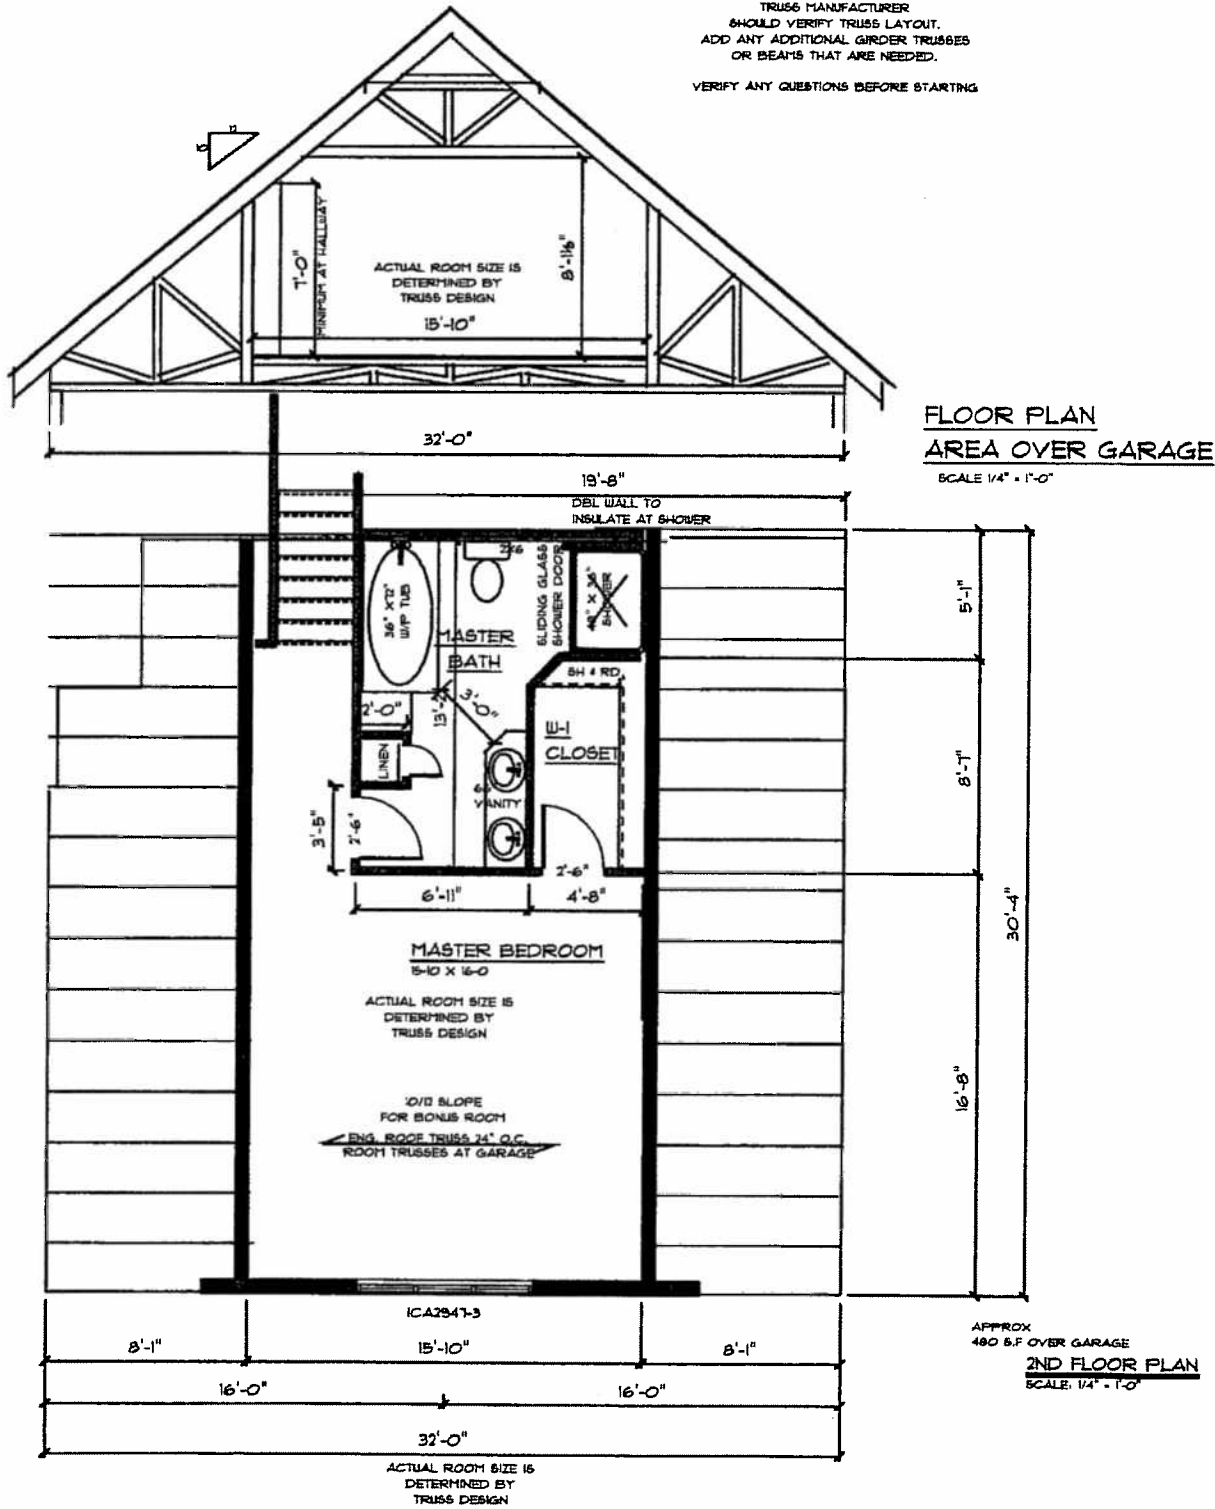 TRUSS MANUFACTURER
SHOULD VERIFY TRUSS LAYOUT.
ADD ANY ADDITIONAL GIRDER TRUSSES
OR BEAMS THAT ARE NEEDED.
VERIFY ANY QUESTIONS BEFORE STARTING
12
7'-0"
MINIMUM AT HALLWAY
ACTUAL ROOM SIZE IS
DETERMINED BY
TRUSS DESIGN
15'-10"
32'-0"
FLOOR PLAN
AREA OVER GARAGE
SCALE 1/4" = 1'-0"
19'-8"
DBL WALL TO
INSULATE AT SHOWER
2X6
SLIDING GLASS
SHOWER DOOR
48" X 36"
SHOWER
36" X 72"
W/P TUB
MASTER
BATH
SH & RD
2'-0"
3'-0"
LINEN
W-I
CLOSET
VANITY
3'-5"
2'-6"
2'-6"
6'-11"
4'-8"
5'-1"
8'-7"
30'-4"
16'-8"
MASTER BEDROOM
15-10 X 16-0
ACTUAL ROOM SIZE IS
DETERMINED BY
TRUSS DESIGN
10/12 SLOPE
FOR BONUS ROOM
ENG. ROOF TRUSS 24" O.C.
ROOM TRUSSES AT GARAGE
ICA2947-3
8'-1"
15'-10"
8'-1"
16'-0"
16'-0"
32'-0"
ACTUAL ROOM SIZE IS
DETERMINED BY
TRUSS DESIGN
APPROX
480 S.F OVER GARAGE
2ND FLOOR PLAN
SCALE: 1/4" = 1'-0"